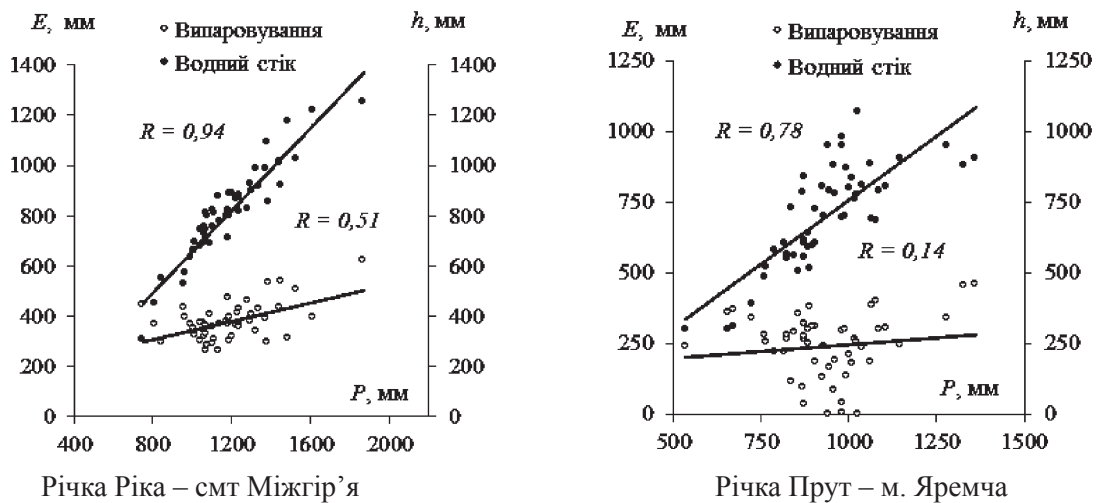 E, мм
h, мм
○ Випаровування
● Водний стік
1400
1200
1000
800
600
400
200
0
R = 0,94
R = 0,51
P, мм
1400
1200
1000
800
600
400
200
0
400 800 1200 1600 2000
Річка Ріка – смт Міжгір’я
E, мм
h, мм
○ Випаровування
● Водний стік
1250
1000
750
500
250
0
R = 0,78
R = 0,14
P, мм
1250
1000
750
500
250
0
500 750 1000 1250 1500
Річка Прут – м. Яремча